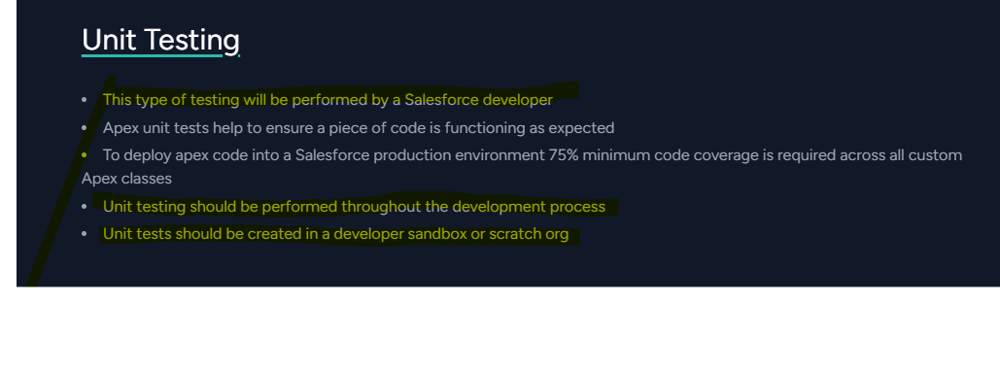 Unit Testing
• This type of testing will be performed by a Salesforce developer
• Apex unit tests help to ensure a piece of code is functioning as expected
• To deploy apex code into a Salesforce production environment 75% minimum code coverage is required across all custom
Apex classes
• Unit testing should be performed throughout the development process
• Unit tests should be created in a developer sandbox or scratch org